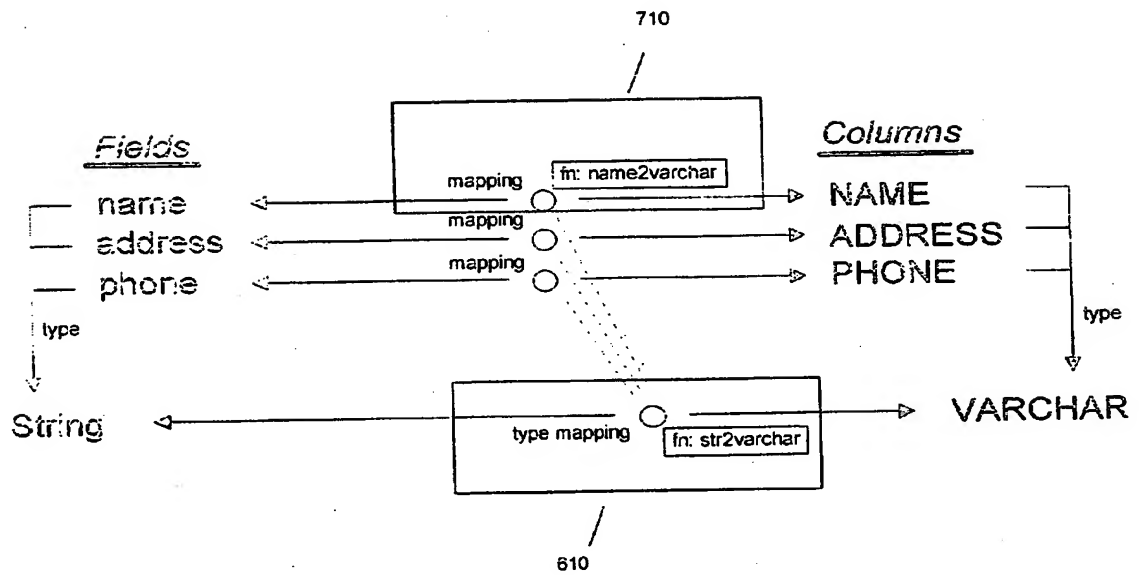 710
Fields
Columns
fn: name2varchar
mapping
name
NAME
mapping
address
ADDRESS
mapping
phone
PHONE
type
type
String
VARCHAR
type mapping
fn: str2varchar
610